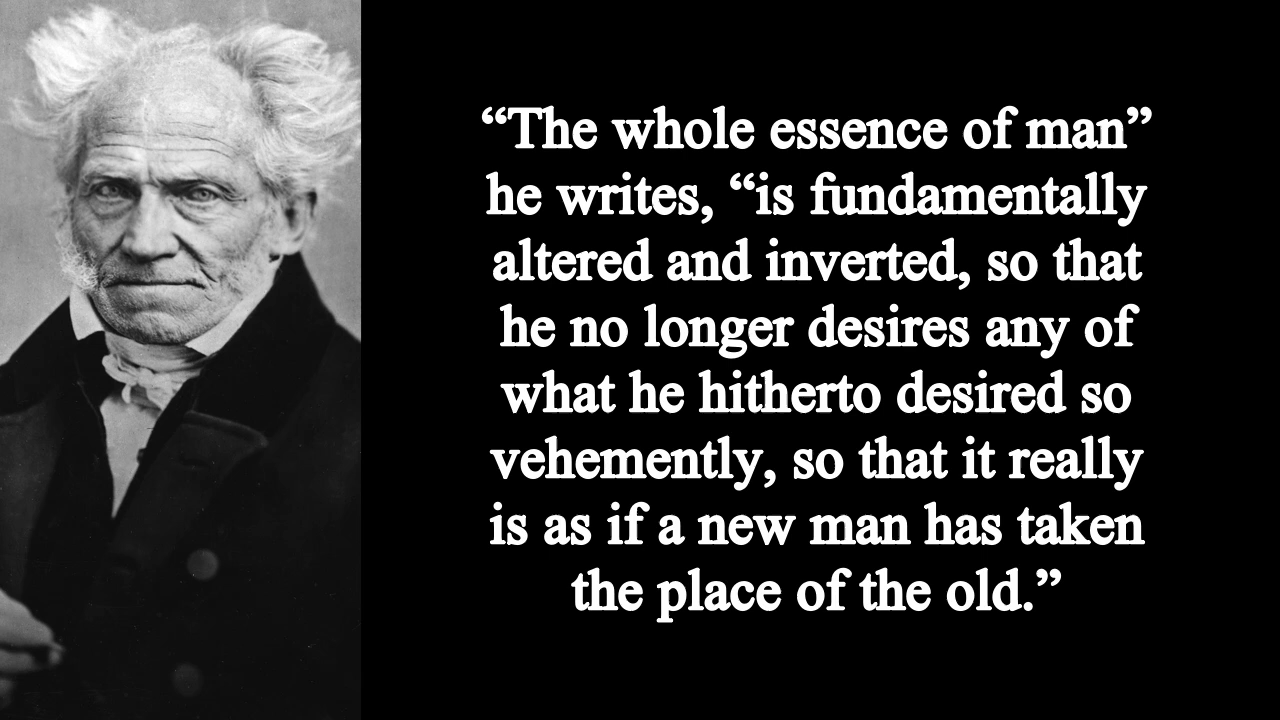 “The whole essence of man”
he writes, “is fundamentally
altered and inverted, so that
he no longer desires any of
what he hitherto desired so
vehemently, so that it really
is as if a new man has taken
the place of the old.”